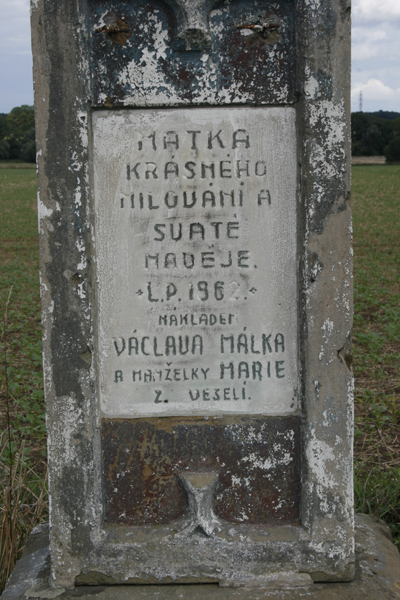 MATKA
KRÁSNÉHO
MILOVÁNÍ A
SVATÉ
NADĚJE.
L.P. 1962.
NÁKLADEM
VÁCLAVA MÁLKA
A MANŽELKY MARIE
Z. VESELÍ.